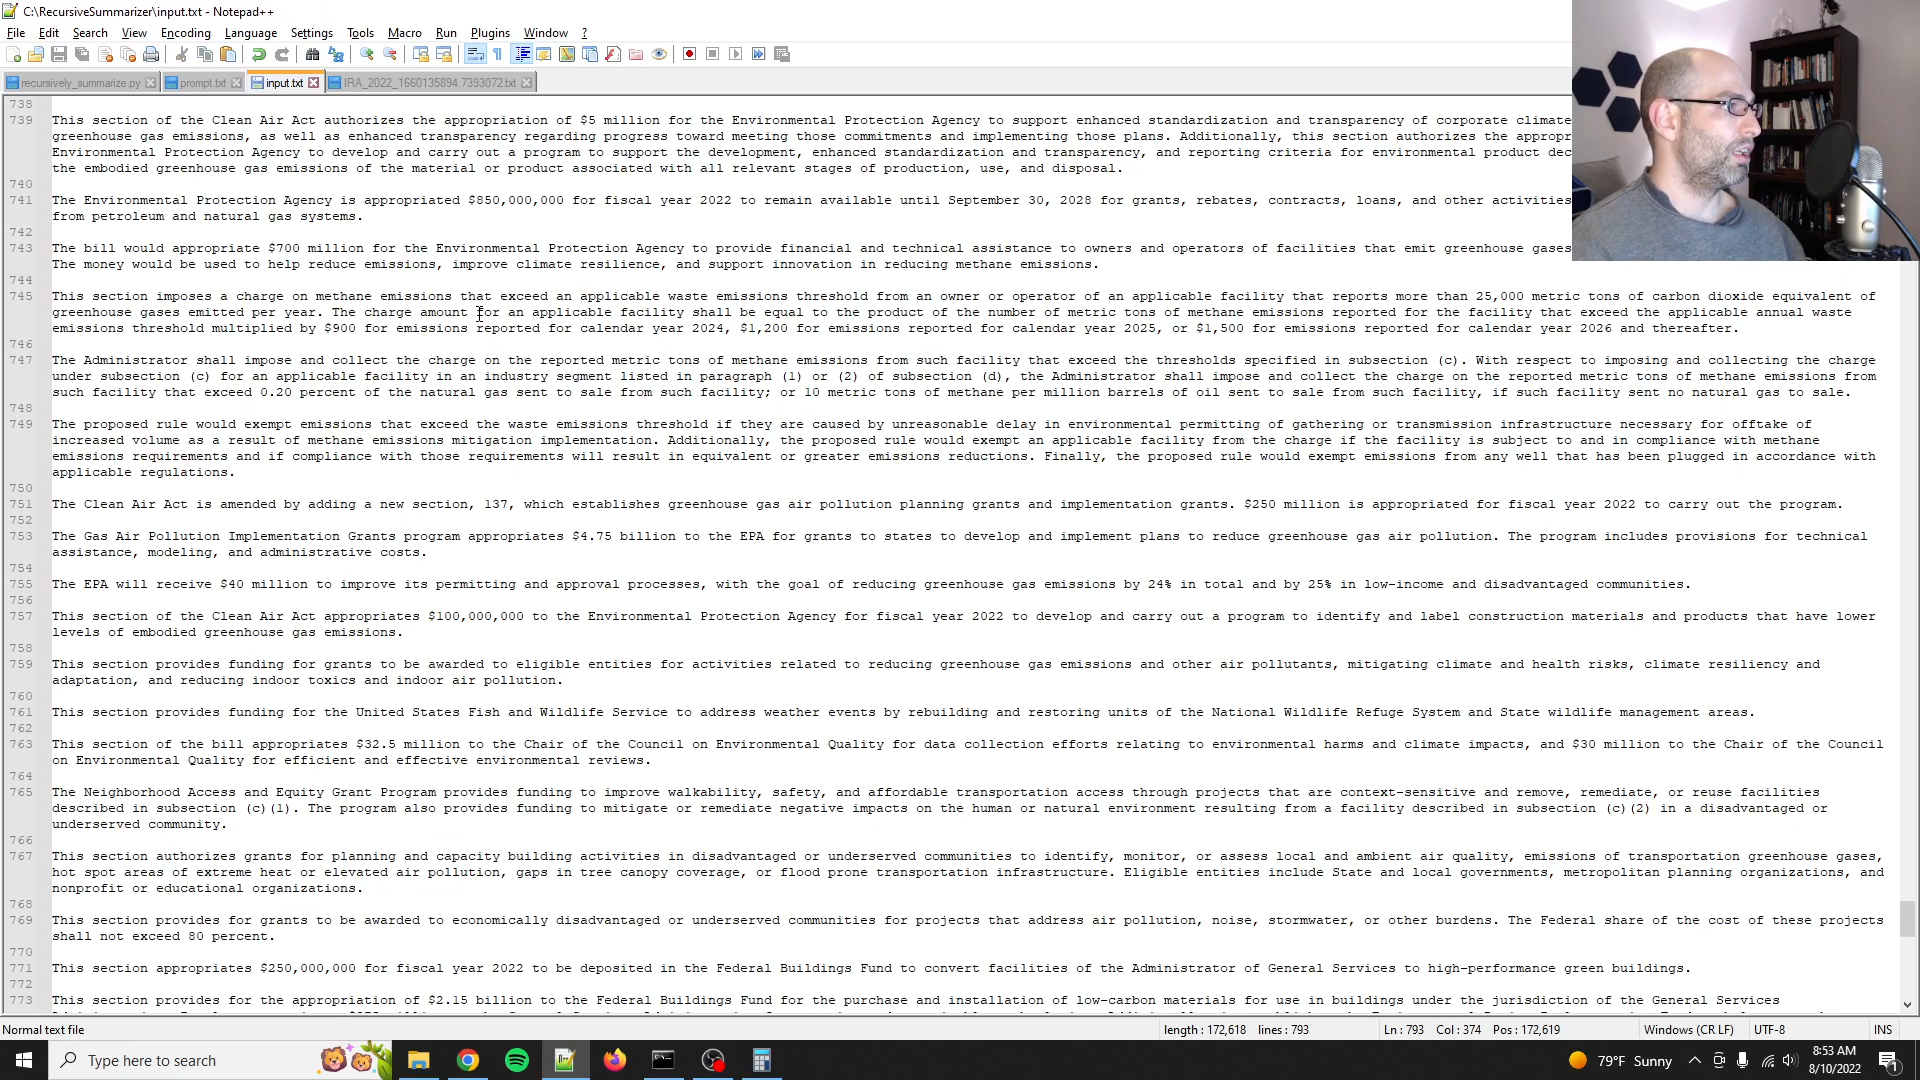 C:\RecursiveSummarizer\input.txt - Notepad++
File Edit Search View Encoding Language Settings Tools Macro Run Plugins Window ?
recursively_summarize.py prompt.txt input.txt IRA_2022_1660135894.7393072.txt
738
739 This section of the Clean Air Act authorizes the appropriation of $5 million for the Environmental Protection Agency to support enhanced standardization and transparency of corporate climate
greenhouse gas emissions, as well as enhanced transparency regarding progress toward meeting those commitments and implementing those plans. Additionally, this section authorizes the appropr
Environmental Protection Agency to develop and carry out a program to support the development, enhanced standardization and transparency, and reporting criteria for environmental product dec
the embodied greenhouse gas emissions of the material or product associated with all relevant stages of production, use, and disposal.
740
741 The Environmental Protection Agency is appropriated $850,000,000 for fiscal year 2022 to remain available until September 30, 2028 for grants, rebates, contracts, loans, and other activities
from petroleum and natural gas systems.
742
743 The bill would appropriate $700 million for the Environmental Protection Agency to provide financial and technical assistance to owners and operators of facilities that emit greenhouse gases
The money would be used to help reduce emissions, improve climate resilience, and support innovation in reducing methane emissions.
744
745 This section imposes a charge on methane emissions that exceed an applicable waste emissions threshold from an owner or operator of an applicable facility that reports more than 25,000 metric tons of carbon dioxide equivalent of
greenhouse gases emitted per year. The charge amount for an applicable facility shall be equal to the product of the number of metric tons of methane emissions reported for the facility that exceed the applicable annual waste
emissions threshold multiplied by $900 for emissions reported for calendar year 2024, $1,200 for emissions reported for calendar year 2025, or $1,500 for emissions reported for calendar year 2026 and thereafter.
746
747 The Administrator shall impose and collect the charge on the reported metric tons of methane emissions from such facility that exceed the thresholds specified in subsection (c). With respect to imposing and collecting the charge
under subsection (c) for an applicable facility in an industry segment listed in paragraph (1) or (2) of subsection (d), the Administrator shall impose and collect the charge on the reported metric tons of methane emissions from
such facility that exceed 0.20 percent of the natural gas sent to sale from such facility; or 10 metric tons of methane per million barrels of oil sent to sale from such facility, if such facility sent no natural gas to sale.
748
749 The proposed rule would exempt emissions that exceed the waste emissions threshold if they are caused by unreasonable delay in environmental permitting of gathering or transmission infrastructure necessary for offtake of
increased volume as a result of methane emissions mitigation implementation. Additionally, the proposed rule would exempt an applicable facility from the charge if the facility is subject to and in compliance with methane
emissions requirements and if compliance with those requirements will result in equivalent or greater emissions reductions. Finally, the proposed rule would exempt emissions from any well that has been plugged in accordance with
applicable regulations.
750
751 The Clean Air Act is amended by adding a new section, 137, which establishes greenhouse gas air pollution planning grants and implementation grants. $250 million is appropriated for fiscal year 2022 to carry out the program.
752
753 The Gas Air Pollution Implementation Grants program appropriates $4.75 billion to the EPA for grants to states to develop and implement plans to reduce greenhouse gas air pollution. The program includes provisions for technical
assistance, modeling, and administrative costs.
754
755 The EPA will receive $40 million to improve its permitting and approval processes, with the goal of reducing greenhouse gas emissions by 24% in total and by 25% in low-income and disadvantaged communities.
756
757 This section of the Clean Air Act appropriates $100,000,000 to the Environmental Protection Agency for fiscal year 2022 to develop and carry out a program to identify and label construction materials and products that have lower
levels of embodied greenhouse gas emissions.
758
759 This section provides funding for grants to be awarded to eligible entities for activities related to reducing greenhouse gas emissions and other air pollutants, mitigating climate and health risks, climate resiliency and
adaptation, and reducing indoor toxics and indoor air pollution.
760
761 This section provides funding for the United States Fish and Wildlife Service to address weather events by rebuilding and restoring units of the National Wildlife Refuge System and State wildlife management areas.
762
763 This section of the bill appropriates $32.5 million to the Chair of the Council on Environmental Quality for data collection efforts relating to environmental harms and climate impacts, and $30 million to the Chair of the Council
on Environmental Quality for efficient and effective environmental reviews.
764
765 The Neighborhood Access and Equity Grant Program provides funding to improve walkability, safety, and affordable transportation access through projects that are context-sensitive and remove, remediate, or reuse facilities
described in subsection (c)(1). The program also provides funding to mitigate or remediate negative impacts on the human or natural environment resulting from a facility described in subsection (c)(2) in a disadvantaged or
underserved community.
766
767 This section authorizes grants for planning and capacity building activities in disadvantaged or underserved communities to identify, monitor, or assess local and ambient air quality, emissions of transportation greenhouse gases,
hot spot areas of extreme heat or elevated air pollution, gaps in tree canopy coverage, or flood prone transportation infrastructure. Eligible entities include State and local governments, metropolitan planning organizations, and
nonprofit or educational organizations.
768
769 This section provides for grants to be awarded to economically disadvantaged or underserved communities for projects that address air pollution, noise, stormwater, or other burdens. The Federal share of the cost of these projects
shall not exceed 80 percent.
770
771 This section appropriates $250,000,000 for fiscal year 2022 to be deposited in the Federal Buildings Fund to convert facilities of the Administrator of General Services to high-performance green buildings.
772
773 This section provides for the appropriation of $2.15 billion to the Federal Buildings Fund for the purchase and installation of low-carbon materials for use in buildings under the jurisdiction of the General Services
Normal text file length : 172,618 lines : 793 Ln : 793 Col : 374 Pos : 172,619 Windows (CR LF) UTF-8 INS
Type here to search 79°F Sunny 8:53 AM
8/10/2022